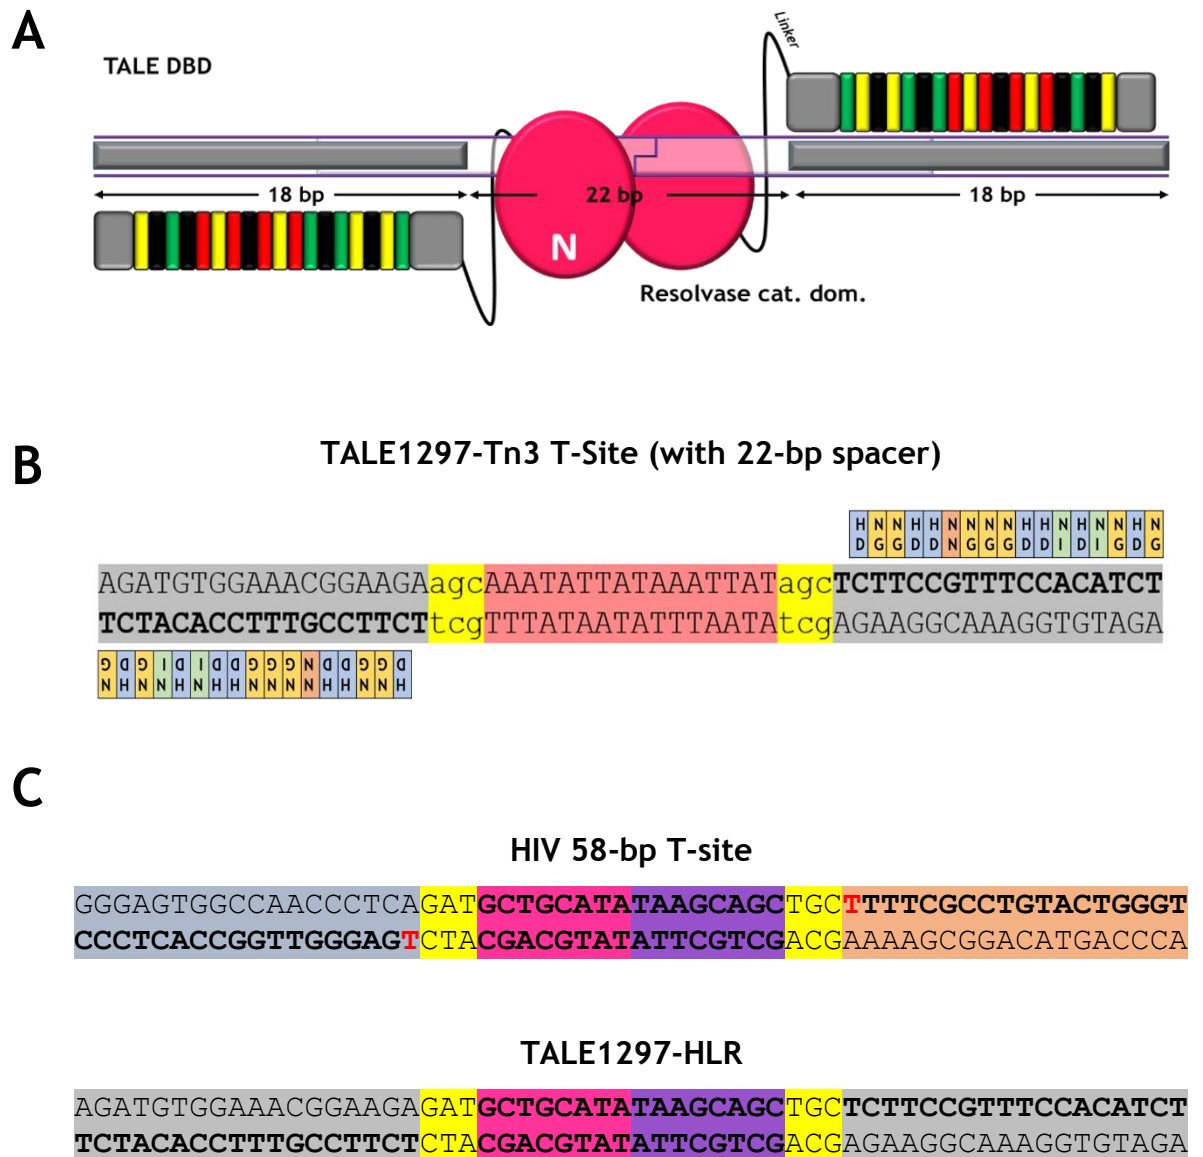 A
Linker
TALE DBD
18 bp
22 bp
18 bp
N
Resolvase cat. dom.
B
TALE1297-Tn3 T-Site (with 22-bp spacer)
H N N H H N N N N H H N H N N H N
D G G D D N G G G D D I D I G D G
AGATGTGGAAACGGAAGAagcAAATATTATAAATTATagcTCTTCCGTTTCCACATCT
TCTACACCTTTGCCTTCTtcgTTTATAATATTTAATAtcgAGAAGGCAAAGGTGTAGA
G D G I D I D D G G G N D D G G D
N H N N H N H H N N N N H H N N H
C
HIV 58-bp T-site
GGGAGTGGCCAACCCTCAGATGCTGCATATAAGCAGCTGCTTTTCGCCTGTACTGGGT
CCCTCACCGGTTGGGAGTCTACGACGTATATTCGTCGACGAAAAGCGGACATGACCCA
TALE1297-HLR
AGATGTGGAAACGGAAGAGATGCTGCATATAAGCAGCTGCTCTTCCGTTTCCACATCT
TCTACACCTTTGCCTTCTCTACGACGTATATTCGTCGACGAGAAGGCAAAGGTGTAGA